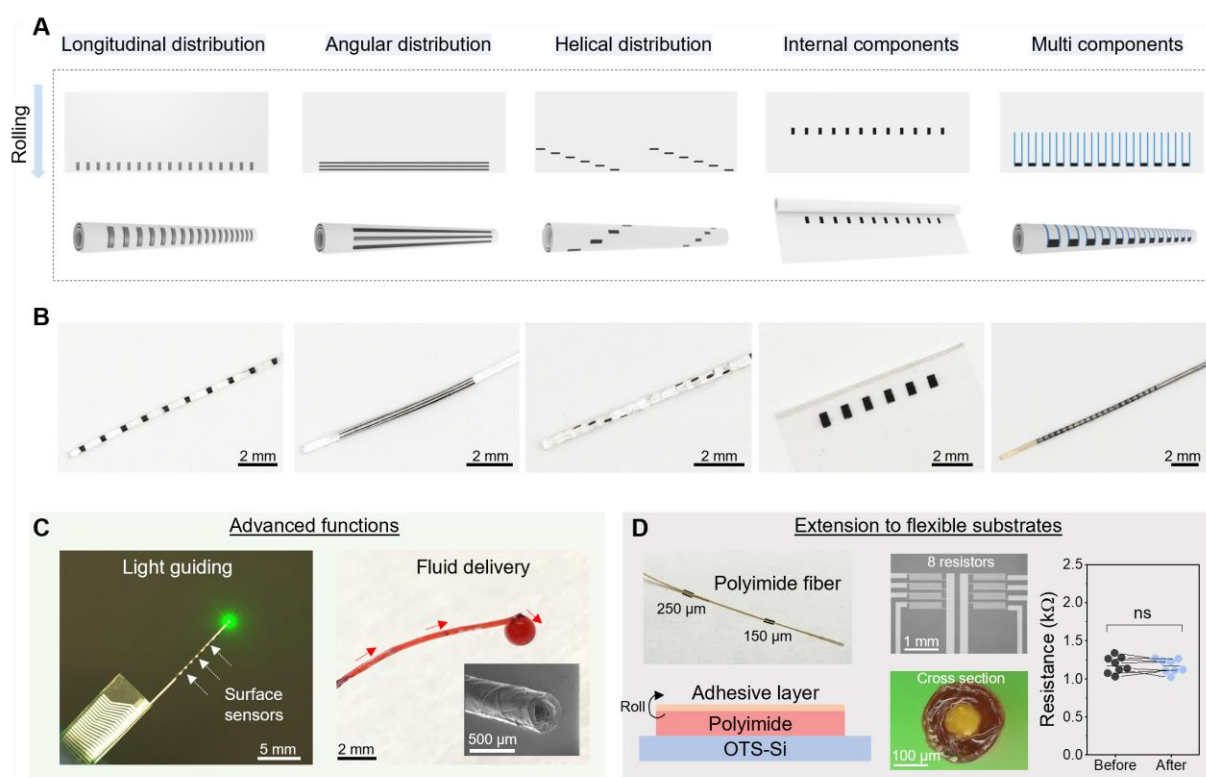 A
Longitudinal distribution
Angular distribution
Helical distribution
Internal components
Multi components
Rolling
B
2 mm
2 mm
2 mm
2 mm
2 mm
C
Advanced functions
Light guiding
Surface
sensors
5 mm
Fluid delivery
2 mm
500 µm
D
Extension to flexible substrates
Polyimide fiber
250 µm
150 µm
Roll
Adhesive layer
Polyimide
OTS-Si
8 resistors
1 mm
Cross section
100 µm
Resistance (kΩ)
2.5
2.0
1.5
1.0
0.5
0.0
ns
Before
After